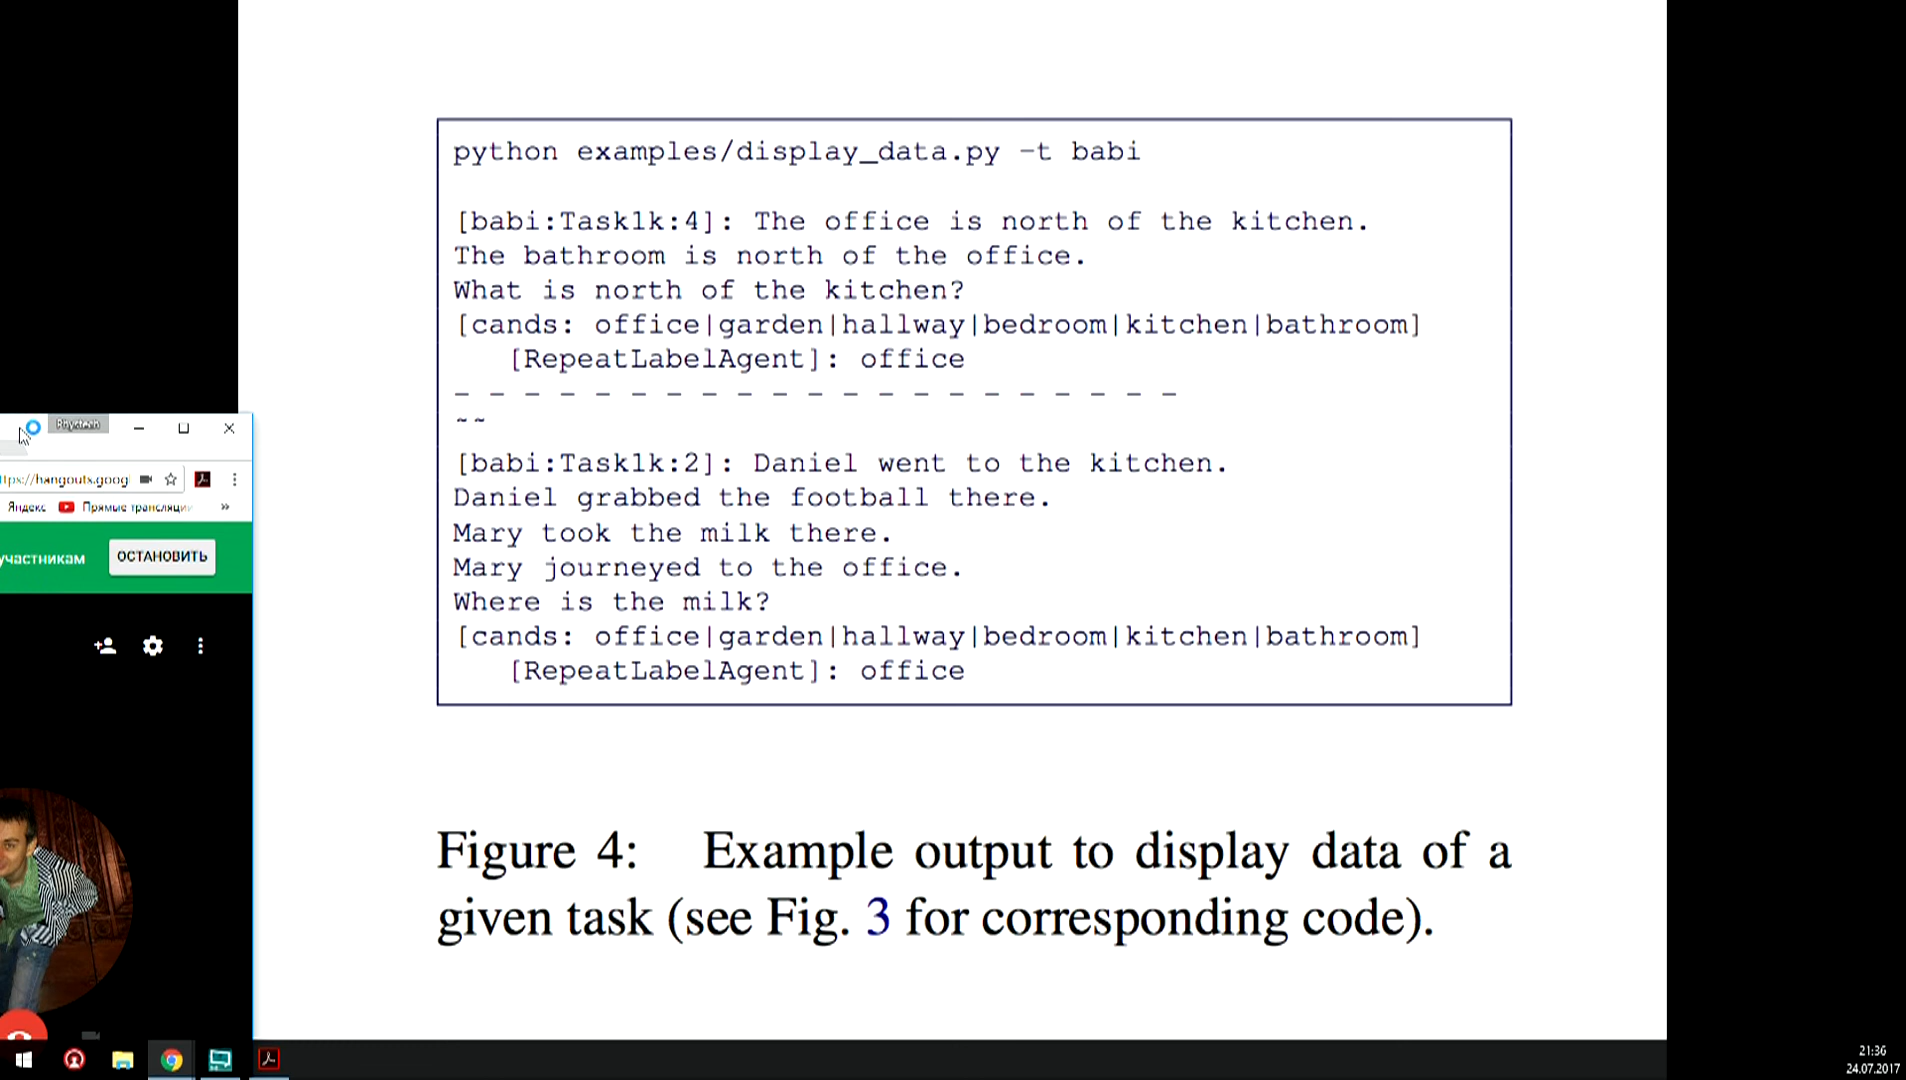 python examples/display_data.py -t babi
[babi:Task1k:4]: The office is north of the kitchen.
The bathroom is north of the office.
What is north of the kitchen?
[cands: office|garden|hallway|bedroom|kitchen|bathroom]
[RepeatLabelAgent]: office
- - - - - - - - - - - - - - - - - - - - -
~~
[babi:Task1k:2]: Daniel went to the kitchen.
Daniel grabbed the football there.
Mary took the milk there.
Mary journeyed to the office.
Where is the milk?
[cands: office|garden|hallway|bedroom|kitchen|bathroom]
[RepeatLabelAgent]: office
Figure 4: Example output to display data of a
given task (see Fig. 3 for corresponding code).
Phystech
ttps://hangouts.googl
Яндекс Прямые трансляции »
участникам ОСТАНОВИТЬ
21:36
24.07.2017